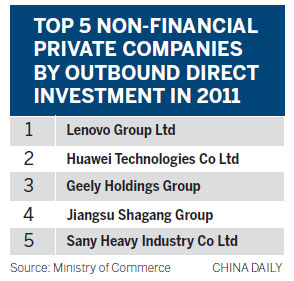 TOP 5 NON-FINANCIAL
PRIVATE COMPANIES
BY OUTBOUND DIRECT
INVESTMENT IN 2011
1 Lenovo Group Ltd
2 Huawei Technologies Co Ltd
3 Geely Holdings Group
4 Jiangsu Shagang Group
5 Sany Heavy Industry Co Ltd
Source: Ministry of Commerce CHINA DAILY